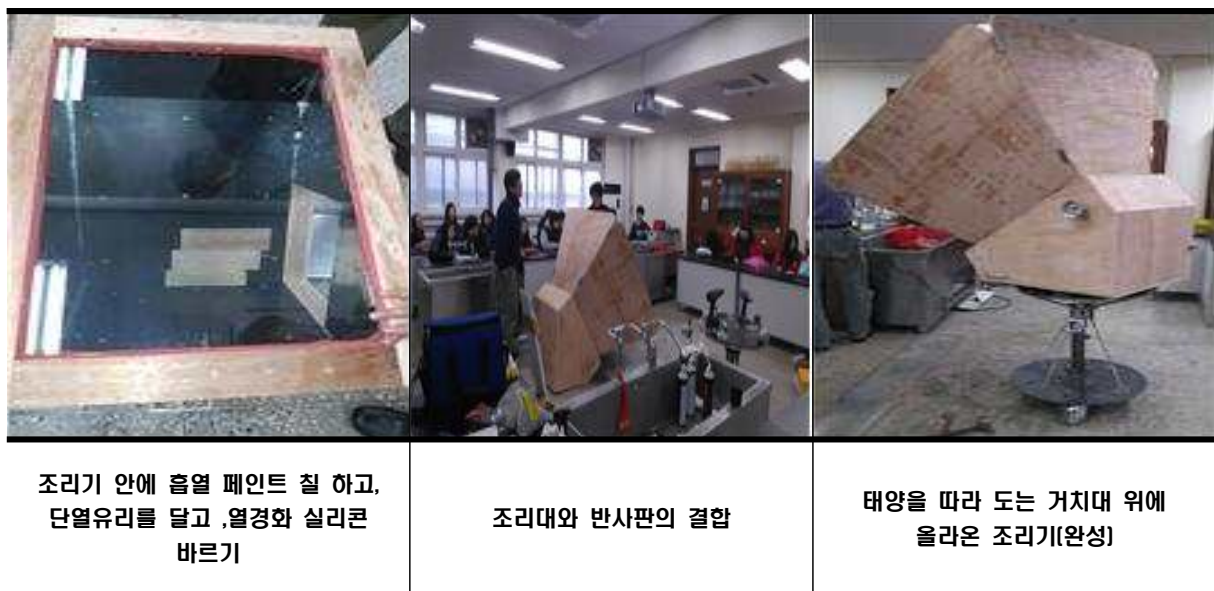 조리기 안에 흡열 페인트 칠 하고,
단열유리를 달고 ,열경화 실리콘
바르기
조리대와 반사판의 결합
태양을 따라 도는 거치대 위에
올라온 조리기(완성)